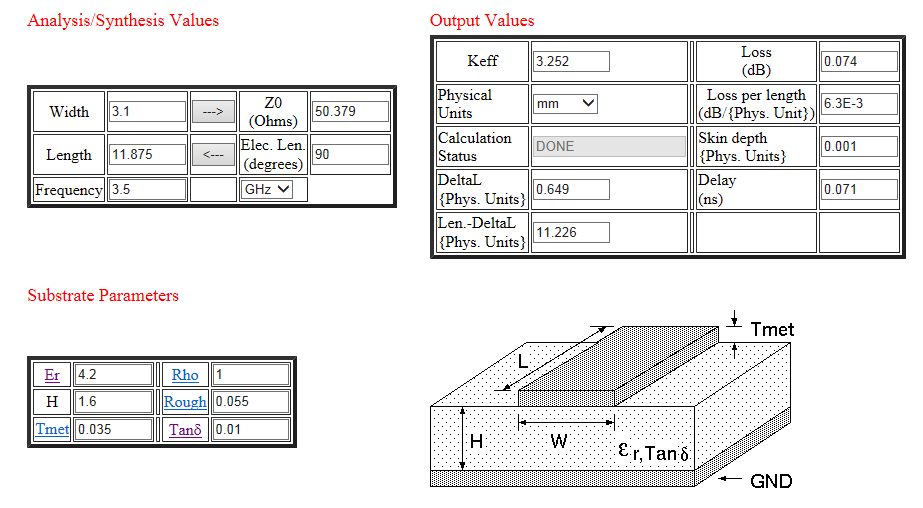 Analysis/Synthesis Values
Width 3.1 ---> Z0 (Ohms) 50.379
Length 11.875 <--- Elec. Len. (degrees) 90
Frequency 3.5 GHz
Output Values
Keff 3.252 Loss (dB) 0.074
Physical Units mm Loss per length (dB/{Phys. Unit}) 6.3E-3
Calculation Status DONE Skin depth {Phys. Units} 0.001
DeltaL {Phys. Units} 0.649 Delay (ns) 0.071
Len.-DeltaL {Phys. Units} 11.226
Substrate Parameters
Er 4.2 Rho 1
H 1.6 Rough 0.055
Tmet 0.035 Tanδ 0.01
Tmet
L
H
W
εr,Tanδ
GND